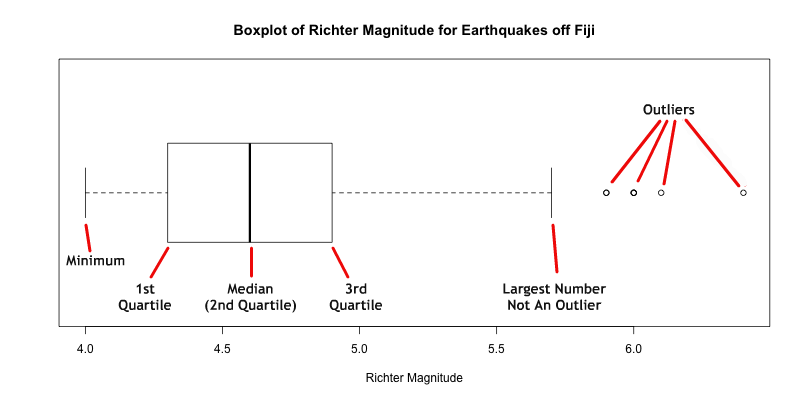 Boxplot of Richter Magnitude for Earthquakes off Fiji
Outliers
Minimum
1st
Quartile
Median
(2nd Quartile)
3rd
Quartile
Largest Number
Not An Outlier
4.0
4.5
5.0
5.5
6.0
Richter Magnitude